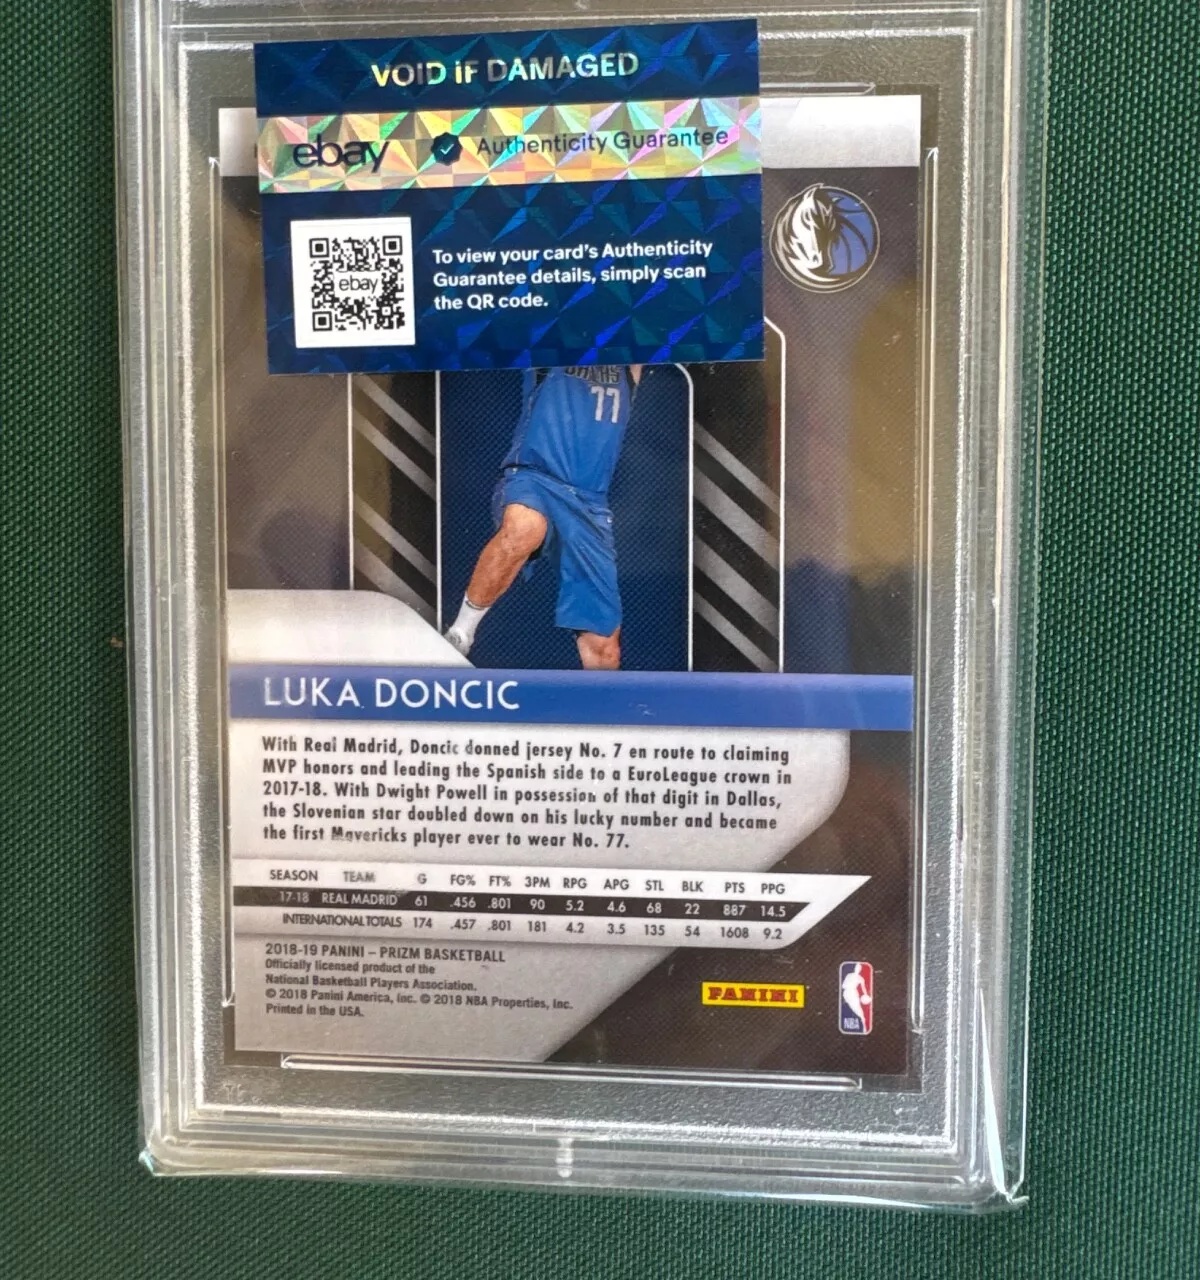 VOID IF DAMAGED
ebay Authenticity Guarantee
ebay
To view your card's Authenticity
Guarantee details, simply scan
the QR code.
77
LUKA DONCIC
With Real Madrid, Doncic donned jersey No. 7 en route to claiming
MVP honors and leading the Spanish side to a EuroLeague crown in
2017-18. With Dwight Powell in possession of that digit in Dallas,
the Slovenian star doubled down on his lucky number and became
the first Mavericks player ever to wear No. 77.
SEASON TEAM G FG% FT% 3PM RPG APG STL BLK PTS PPG
17-18 REAL MADRID 61 .456 .801 90 5.2 4.6 68 22 887 14.5
INTERNATIONAL TOTALS 174 .457 .801 181 4.2 3.5 135 54 1608 9.2
2018-19 PANINI – PRIZM BASKETBALL
Officially licensed product of the
National Basketball Players Association.
© 2018 Panini America, Inc. © 2018 NBA Properties, Inc.
Printed in the USA.
PANINI
NBA